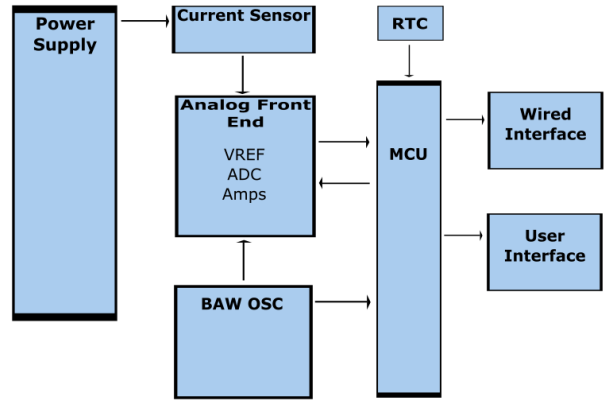 Power
Supply
Current Sensor
RTC
Analog Front
End
VREF
ADC
Amps
MCU
Wired
Interface
User
Interface
BAW OSC